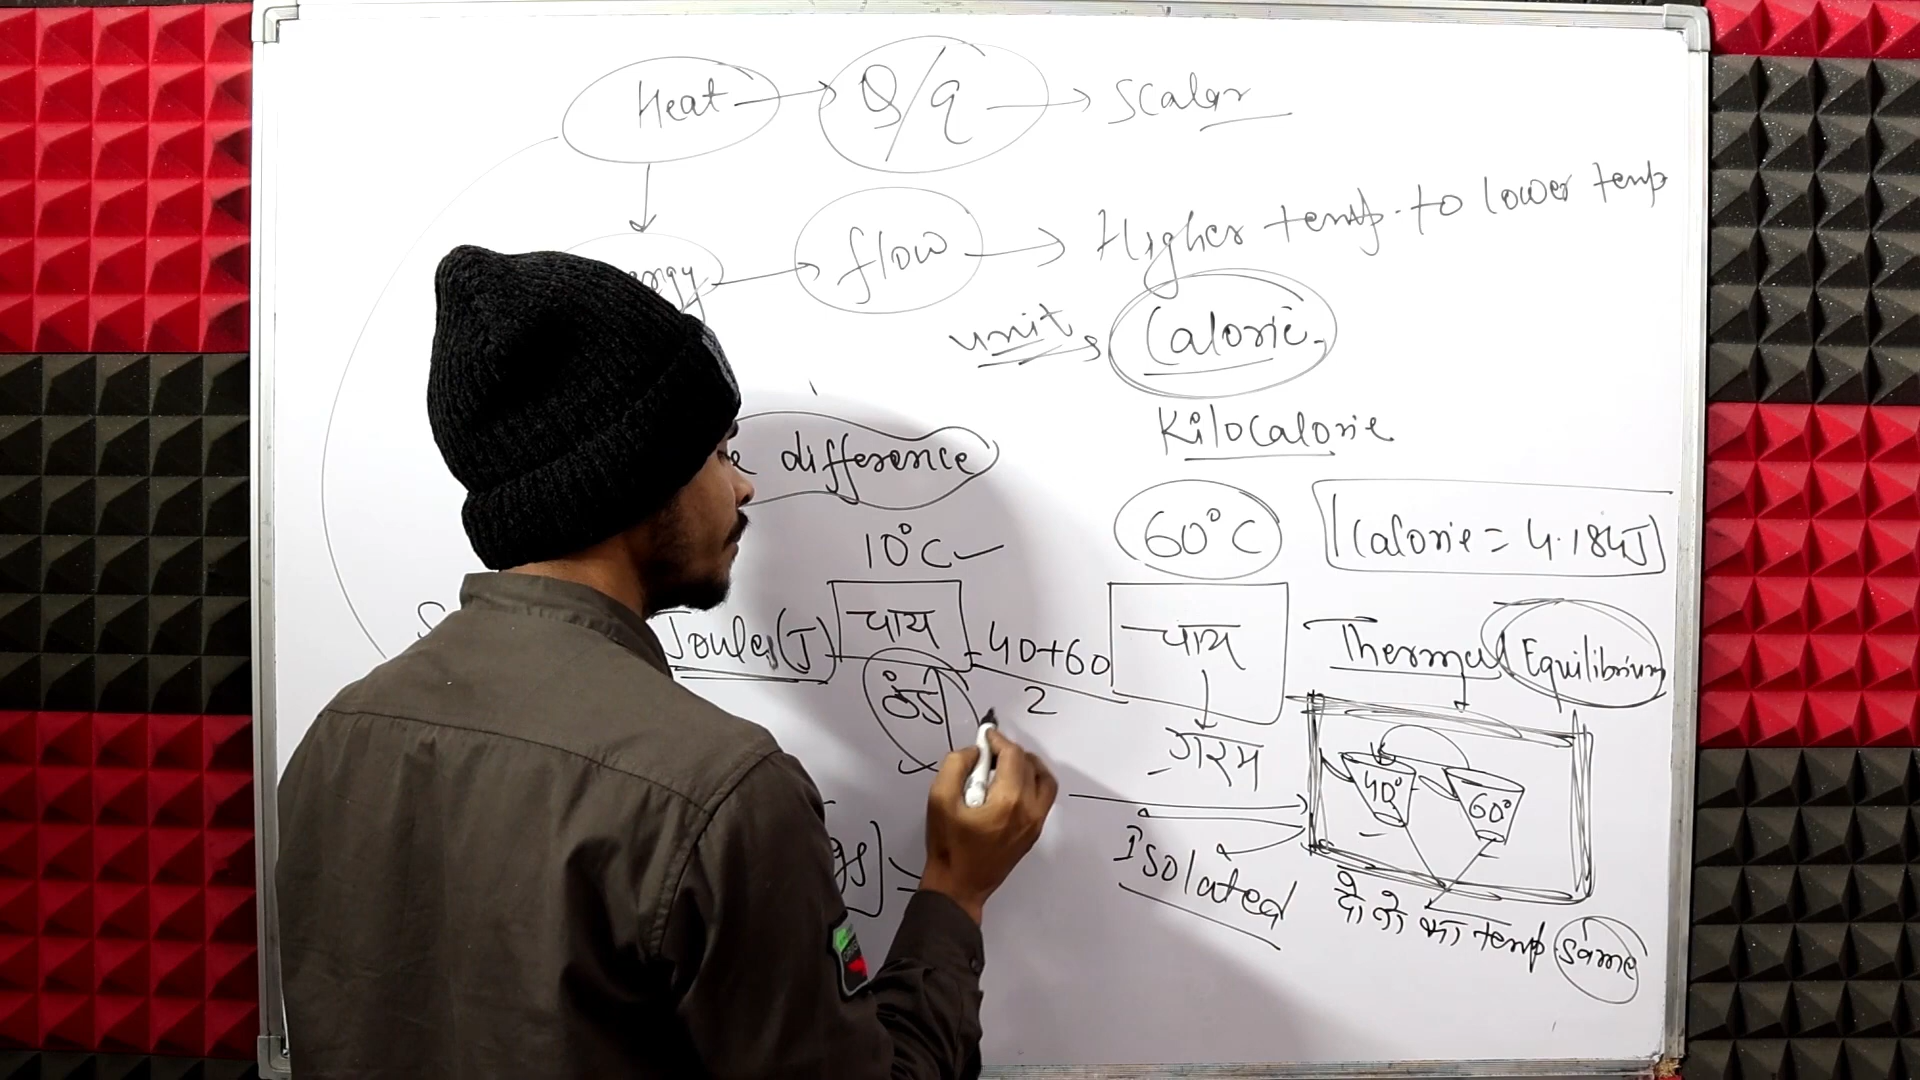 Heat → Q/q → Scalar
flow → Higher temp. to lower temp
unit → Calorie
Kilocalorie
difference
10°C
60°C
1 Calorie = 4.184J
Joules(J)
चाय
= 40+60
2
चाय
Thermal Equilibrium
ठंडा
गरम
40°
60°
Isolated
दोनो का temp. Same